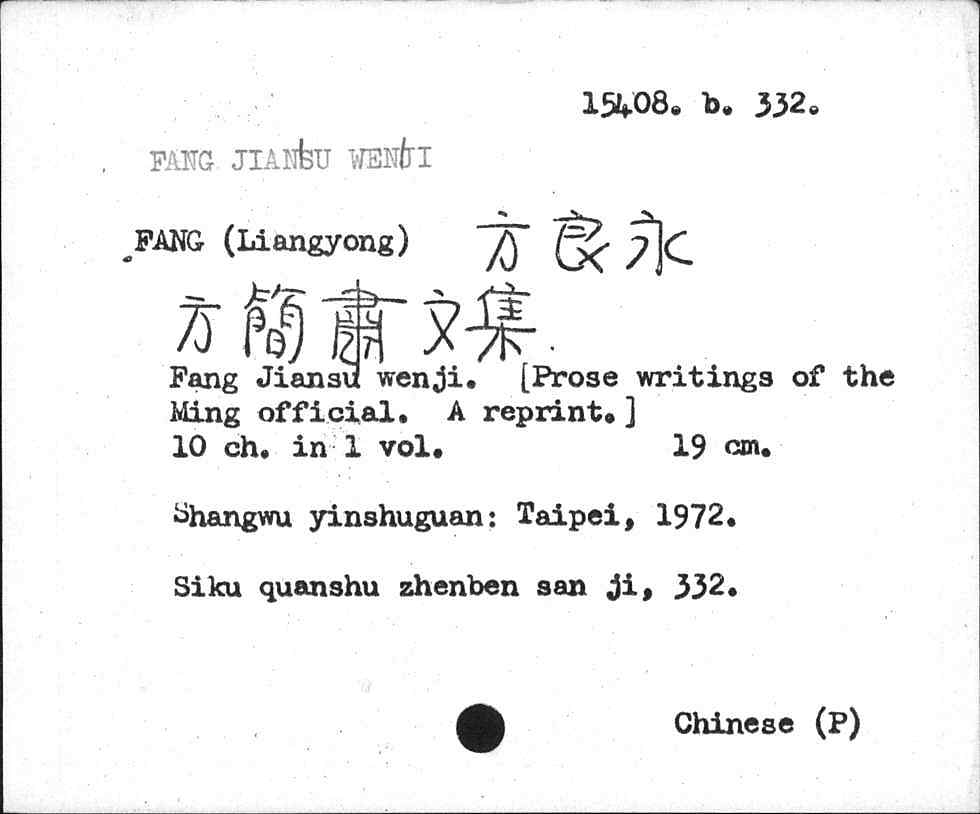 15408. b. 332.
FANG JIANSU WENJI
FANG (Liangyong) 方良永
方簡肅文集.
Fang Jiansu wenji. [Prose writings of the
Ming official. A reprint.]
10 ch. in 1 vol. 19 cm.
Shangwu yinshuguan: Taipei, 1972.
Siku quanshu zhenben san ji, 332.
Chinese (P)